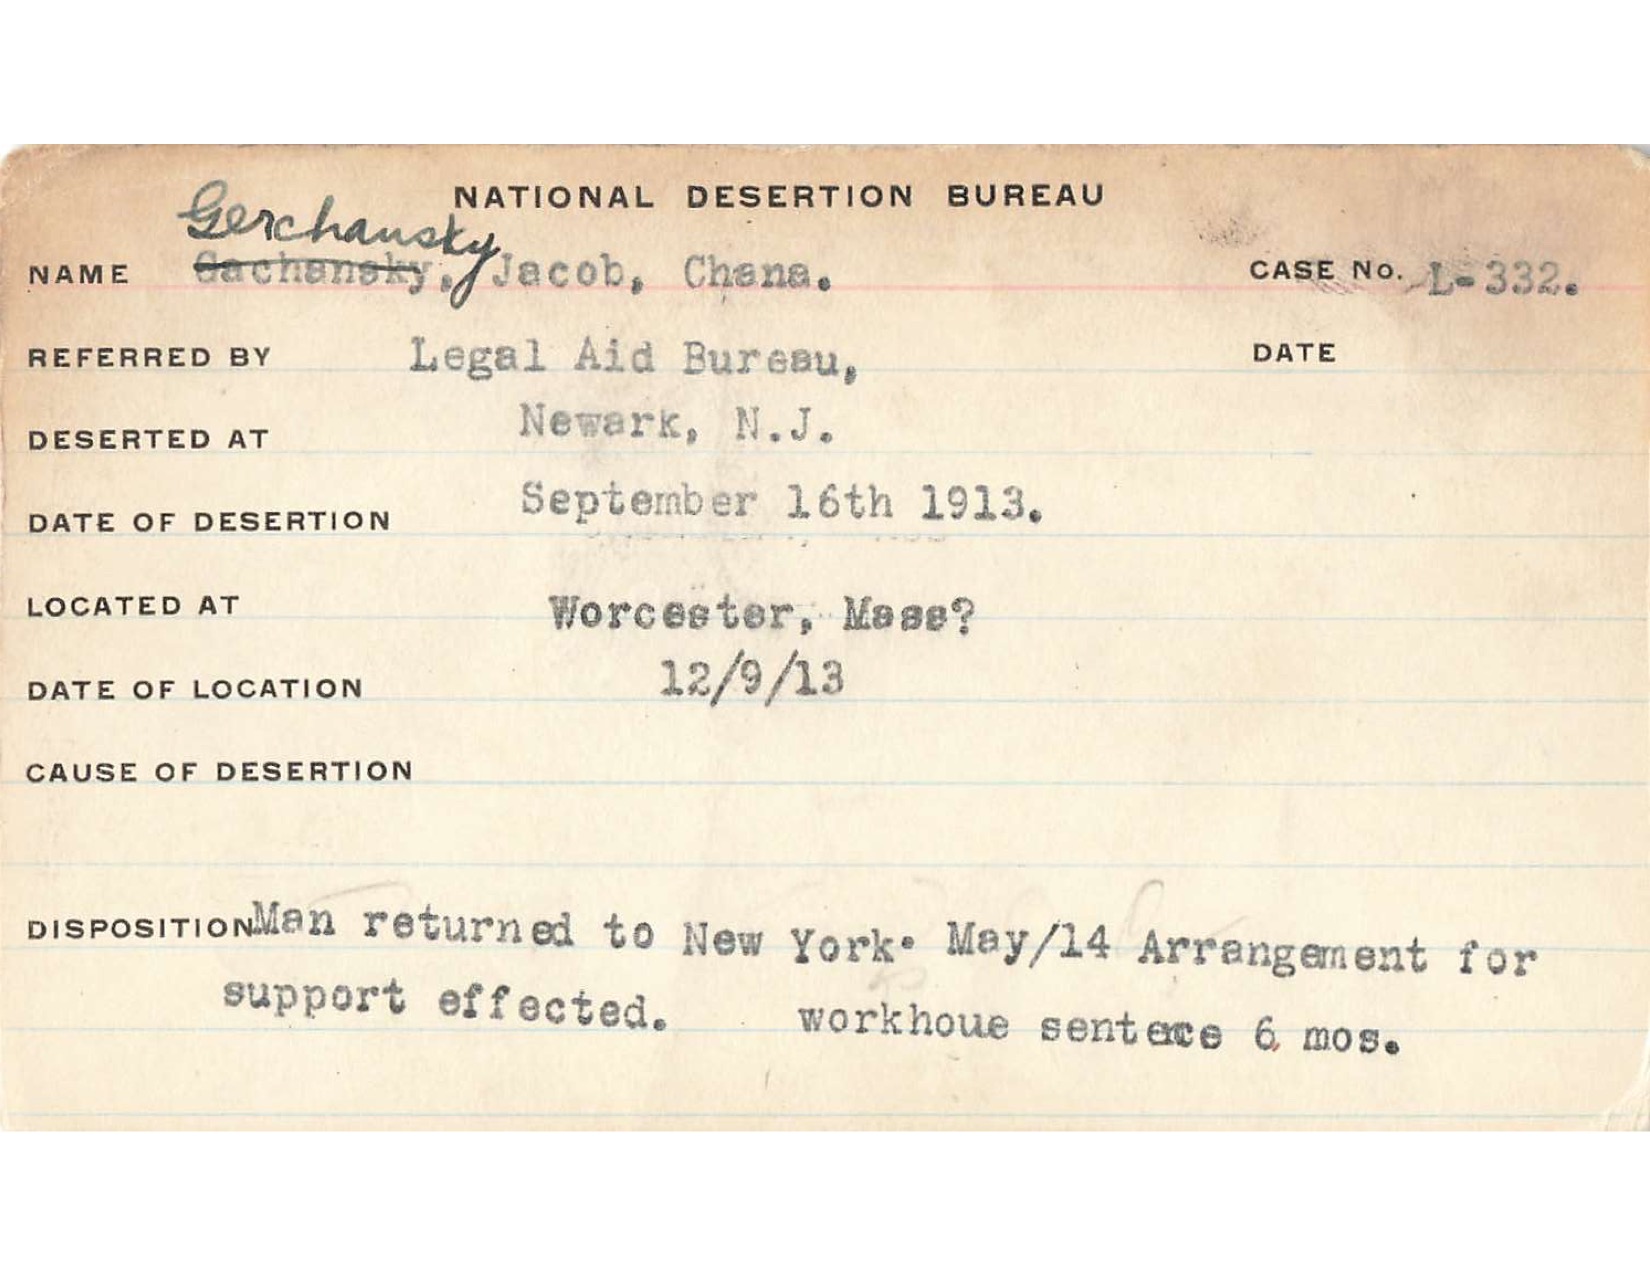 NATIONAL DESERTION BUREAU
Gerchansky
NAME Gachansky, Jacob, Chana. CASE No. L-332.
REFERRED BY Legal Aid Bureau, DATE
DESERTED AT Newark, N.J.
DATE OF DESERTION September 16th 1913.
LOCATED AT Worcester, Mass?
DATE OF LOCATION 12/9/13
CAUSE OF DESERTION
DISPOSITION Man returned to New York. May/14 Arrangement for
support effected. workhoue sentece 6 mos.